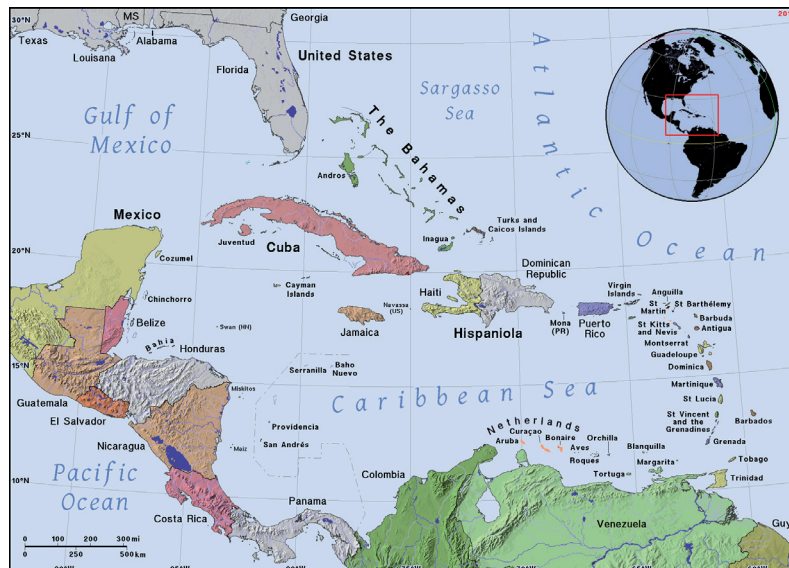 30°N
MS
Georgia
20
Texas
Alabama
Louisiana
United States
Florida
Atlantic Ocean
Sargasso
Sea
Gulf of
Mexico
25°N
The Bahamas
Andros
Mexico
Turks and
Caicos Islands
Juventud
Cuba
Inagua
20°N
Cozumel
Dominican
Republic
Cayman
Islands
Haiti
Virgin
Islands
Anguilla
Chinchorro
St
Martin
St Barthélemy
Navassa
(US)
Belize
Swan (HN)
Jamaica
Hispaniola
Mona
(PR)
Puerto
Rico
St Kitts
and Nevis
Barbuda
Antigua
Montserrat
Bahia
Honduras
Guadeloupe
15°N
Serranilla
Baho
Nuevo
Dominica
Caribbean Sea
Martinique
Guatemala
Miskitos
St Lucia
El Salvador
St Vincent
and the
Grenadines
Barbados
Netherlands
Providencia
Aruba
Curaçao
Bonaire
Aves
Orchilla
Nicaragua
Maiz
San Andrés
Roques
Blanquilla
Grenada
Pacific
Ocean
Colombia
Tortuga
Margarita
Tobago
Trinidad
10°N
Panama
Costa Rica
Venezuela
Guy
0
100
200
300 mi
0
250
500 km
75°W